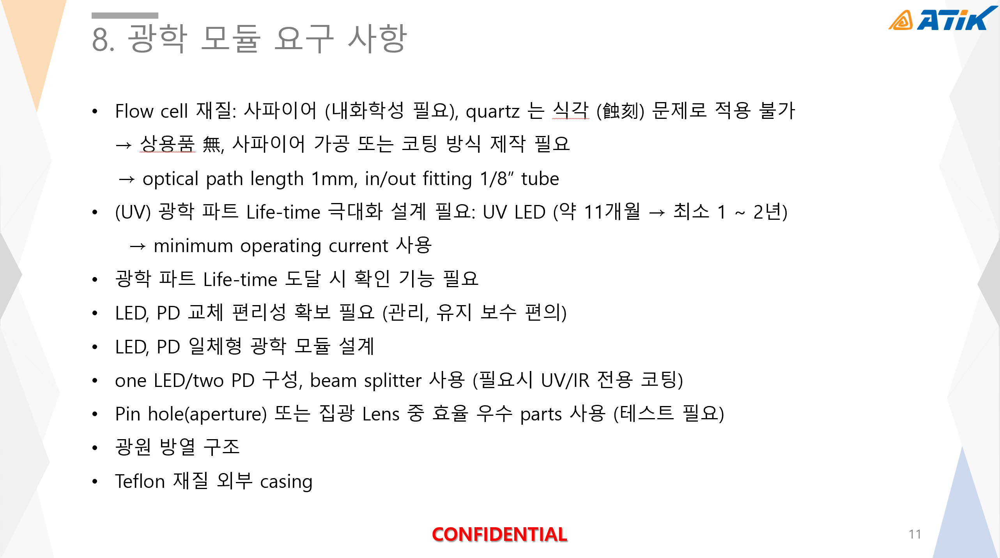 ATiK
8. 광학 모듈 요구 사항
• Flow cell 재질: 사파이어 (내화학성 필요), quartz 는 식각 (蝕刻) 문제로 적용 불가
→ 상용품 無, 사파이어 가공 또는 코팅 방식 제작 필요
→ optical path length 1mm, in/out fitting 1/8” tube
• (UV) 광학 파트 Life-time 극대화 설계 필요: UV LED (약 11개월 → 최소 1 ~ 2년)
→ minimum operating current 사용
• 광학 파트 Life-time 도달 시 확인 기능 필요
• LED, PD 교체 편리성 확보 필요 (관리, 유지 보수 편의)
• LED, PD 일체형 광학 모듈 설계
• one LED/two PD 구성, beam splitter 사용 (필요시 UV/IR 전용 코팅)
• Pin hole(aperture) 또는 집광 Lens 중 효율 우수 parts 사용 (테스트 필요)
• 광원 방열 구조
• Teflon 재질 외부 casing
CONFIDENTIAL
11